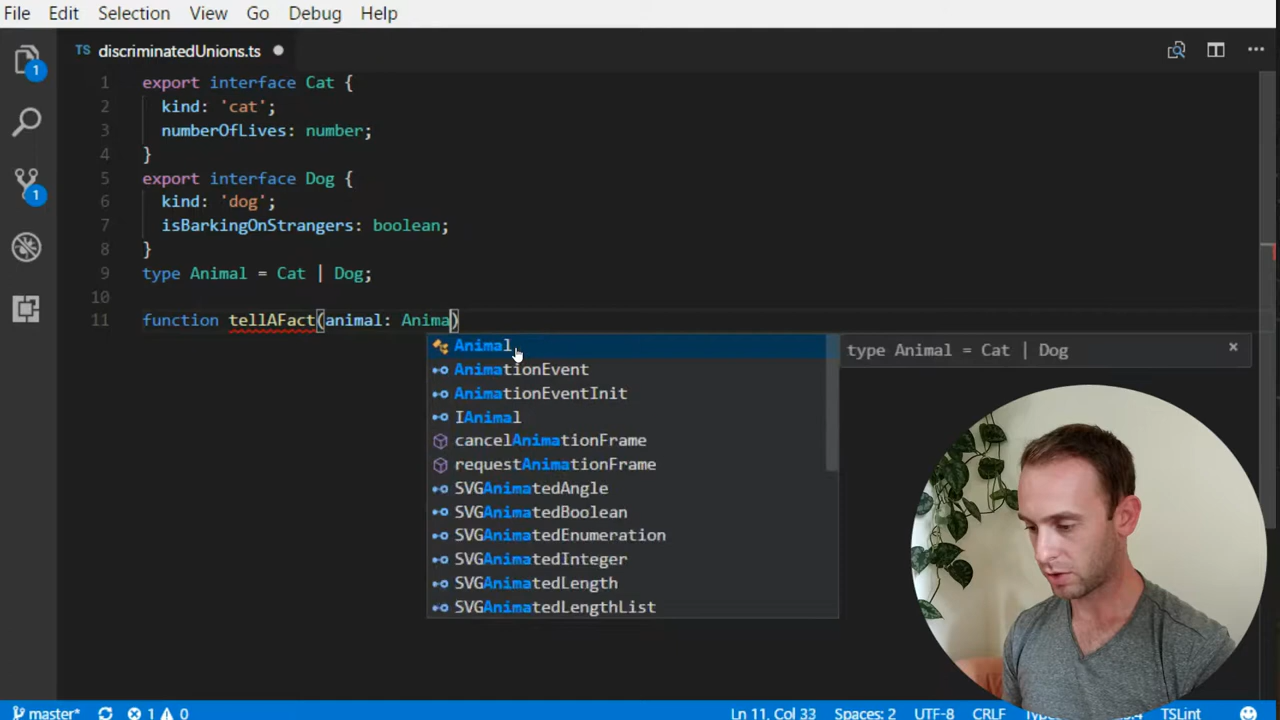 File Edit Selection View Go Debug Help
TS discriminatedUnions.ts
1 export interface Cat {
2 kind: 'cat';
3 numberOfLives: number;
4 }
5 export interface Dog {
6 kind: 'dog';
7 isBarkingOnStrangers: boolean;
8 }
9 type Animal = Cat | Dog;
10
11 function tellAFact(animal: Anima)
Animal
type Animal = Cat | Dog
AnimationEvent
AnimationEventInit
IAnimal
cancelAnimationFrame
requestAnimationFrame
SVGAnimatedAngle
SVGAnimatedBoolean
SVGAnimatedEnumeration
SVGAnimatedInteger
SVGAnimatedLength
SVGAnimatedLengthList
1
1
master* 1 0 Ln 11, Col 33 Spaces: 2 UTF-8 CRLF TSLint